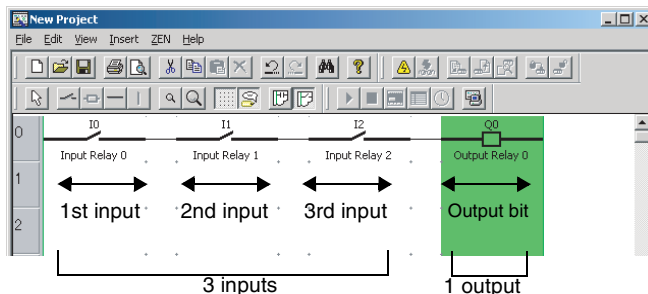 New Project
File Edit View Insert ZEN Help
0 I0 I1 I2 Q0
Input Relay 0 Input Relay 1 Input Relay 2 Output Relay 0
1
1st input 2nd input 3rd input Output bit
2
3 inputs 1 output